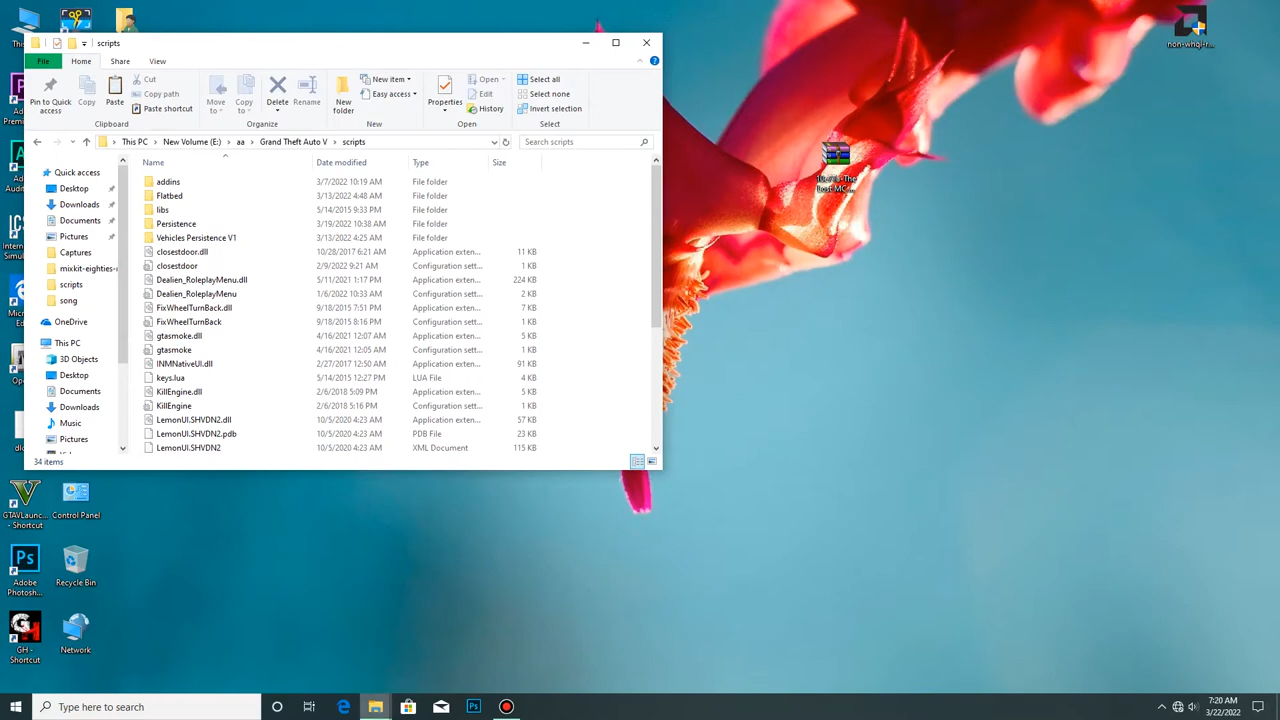 scripts
File
Home
Share
View
Pin to Quick access
Copy
Paste
Cut
Copy path
Paste shortcut
Clipboard
Move to
Copy to
Delete
Rename
Organize
New folder
New item
Easy access
New
Properties
Open
Edit
History
Open
Select all
Select none
Invert selection
Select
This PC
New Volume (E:)
aa
Grand Theft Auto V
scripts
Search scripts
Quick access
Desktop
Downloads
Documents
Pictures
Captures
mixkit-eighties-
scripts
song
OneDrive
This PC
3D Objects
Desktop
Documents
Downloads
Music
Pictures
Name Date modified Type Size
addins 3/7/2022 10:19 AM File folder
Flatbed 3/13/2022 4:48 AM File folder
libs 5/14/2015 9:33 PM File folder
Persistence 3/19/2022 10:38 AM File folder
Vehicles Persistence V1 3/13/2022 4:25 AM File folder
closestdoor.dll 10/28/2017 6:21 AM Application exten... 11 KB
closestdoor 2/9/2022 9:21 AM Configuration sett... 1 KB
Dealien_RoleplayMenu.dll 5/11/2021 1:17 PM Application exten... 224 KB
Dealien_RoleplayMenu 1/6/2022 10:33 AM Configuration sett... 2 KB
FixWheelTurnBack.dll 9/18/2015 7:51 PM Application exten... 7 KB
FixWheelTurnBack 9/18/2015 8:16 PM Configuration sett... 1 KB
gtasmoke.dll 4/16/2021 12:07 AM Application exten... 5 KB
gtasmoke 4/16/2021 12:05 AM Configuration sett... 1 KB
INMNativeUI.dll 2/27/2017 12:50 AM Application exten... 91 KB
keys.lua 5/14/2015 12:27 PM LUA File 4 KB
KillEngine.dll 2/6/2018 5:09 PM Application exten... 5 KB
KillEngine 2/6/2018 5:16 PM Configuration sett... 1 KB
LemonUI.SHVDN2.dll 10/5/2020 4:23 AM Application exten... 57 KB
LemonUI.SHVDN2.pdb 10/5/2020 4:23 AM PDB File 23 KB
LemonUI.SHVDN2 10/5/2020 4:23 AM XML Document 115 KB
34 items
non-whql-r...
Lost MC ...
GTAVLaunc...
- Shortcut
Control Panel
Adobe
Photosh...
Recycle Bin
GH -
Shortcut
Network
Type here to search
7:20 AM
3/22/2022